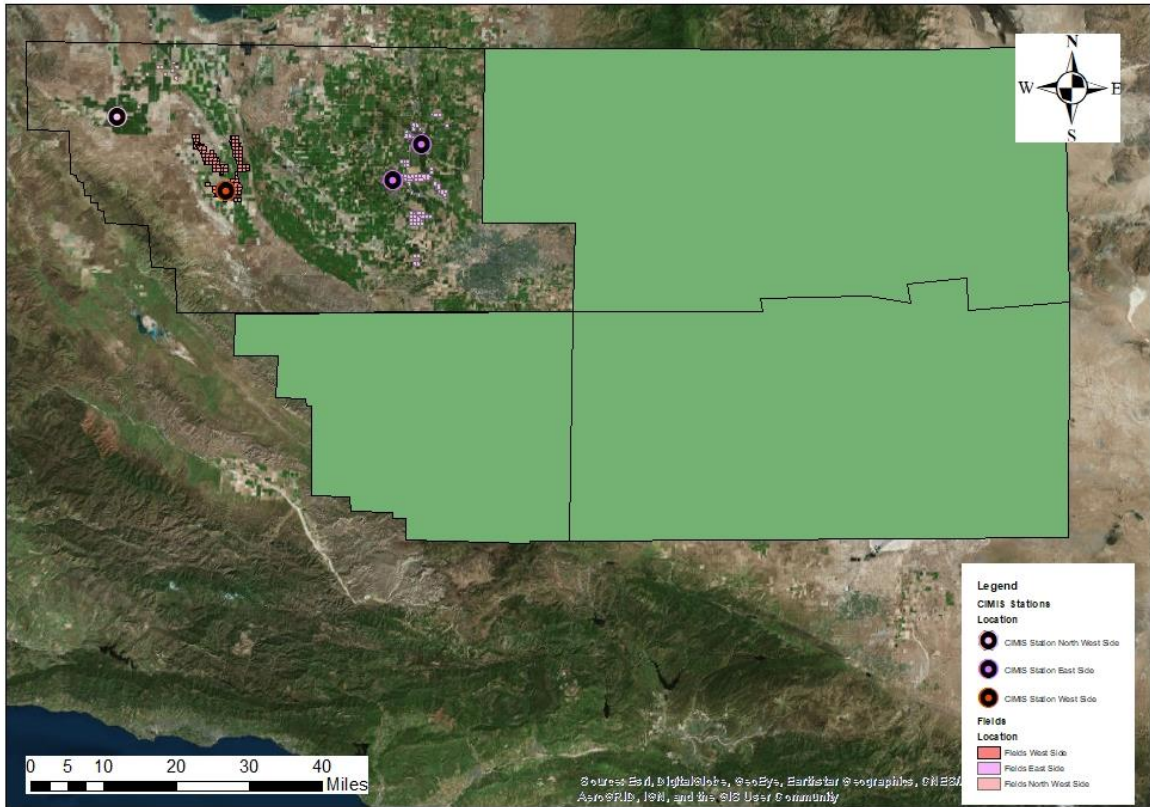 N
W E
S
Legend
CIMIS Stations
Location
CIMIS Station North West Side
CIMIS Station East Side
CIMIS Station West Side
Fields
Location
Fields West Side
Fields East Side
Fields North West Side
0 5 10 20 30 40
Miles
Source: Esri, DigitalGlobe, GeoEye, Earthstar Geographics, CNES/
AeroGRID, IGN, and the GIS User Community